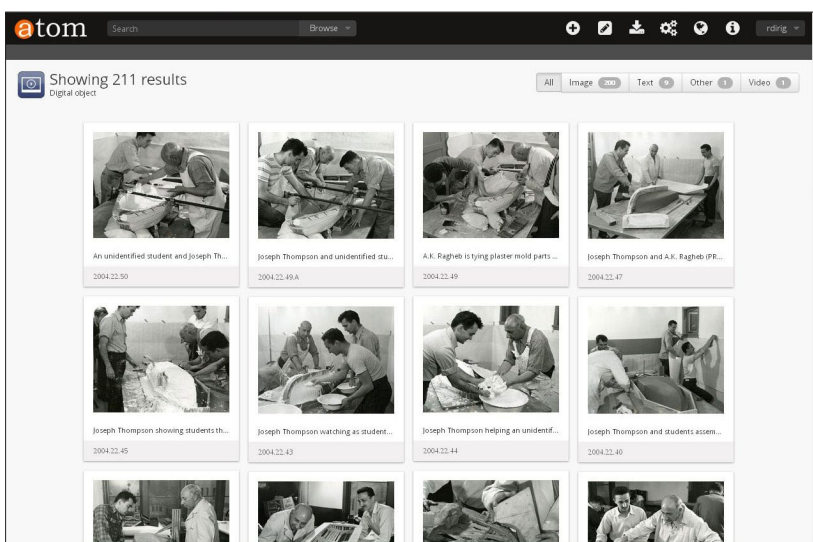 atom
Search
Browse
rdirig
Showing 211 results
Digital object
All
Image 200
Text 9
Other 1
Video 1
An unidentified student and Joseph Th...
2004.22.50
Joseph Thompson and unidentified stu...
2004.22.49.A
A.K. Ragheb is tying plaster mold parts ...
2004.22.49
Joseph Thompson and A.K. Ragheb (PR...
2004.22.47
Joseph Thompson showing students th...
2004.22.45
Joseph Thompson watching as student...
2004.22.43
Joseph Thompson helping an unidentif...
2004.22.44
Joseph Thompson and students assem...
2004.22.40